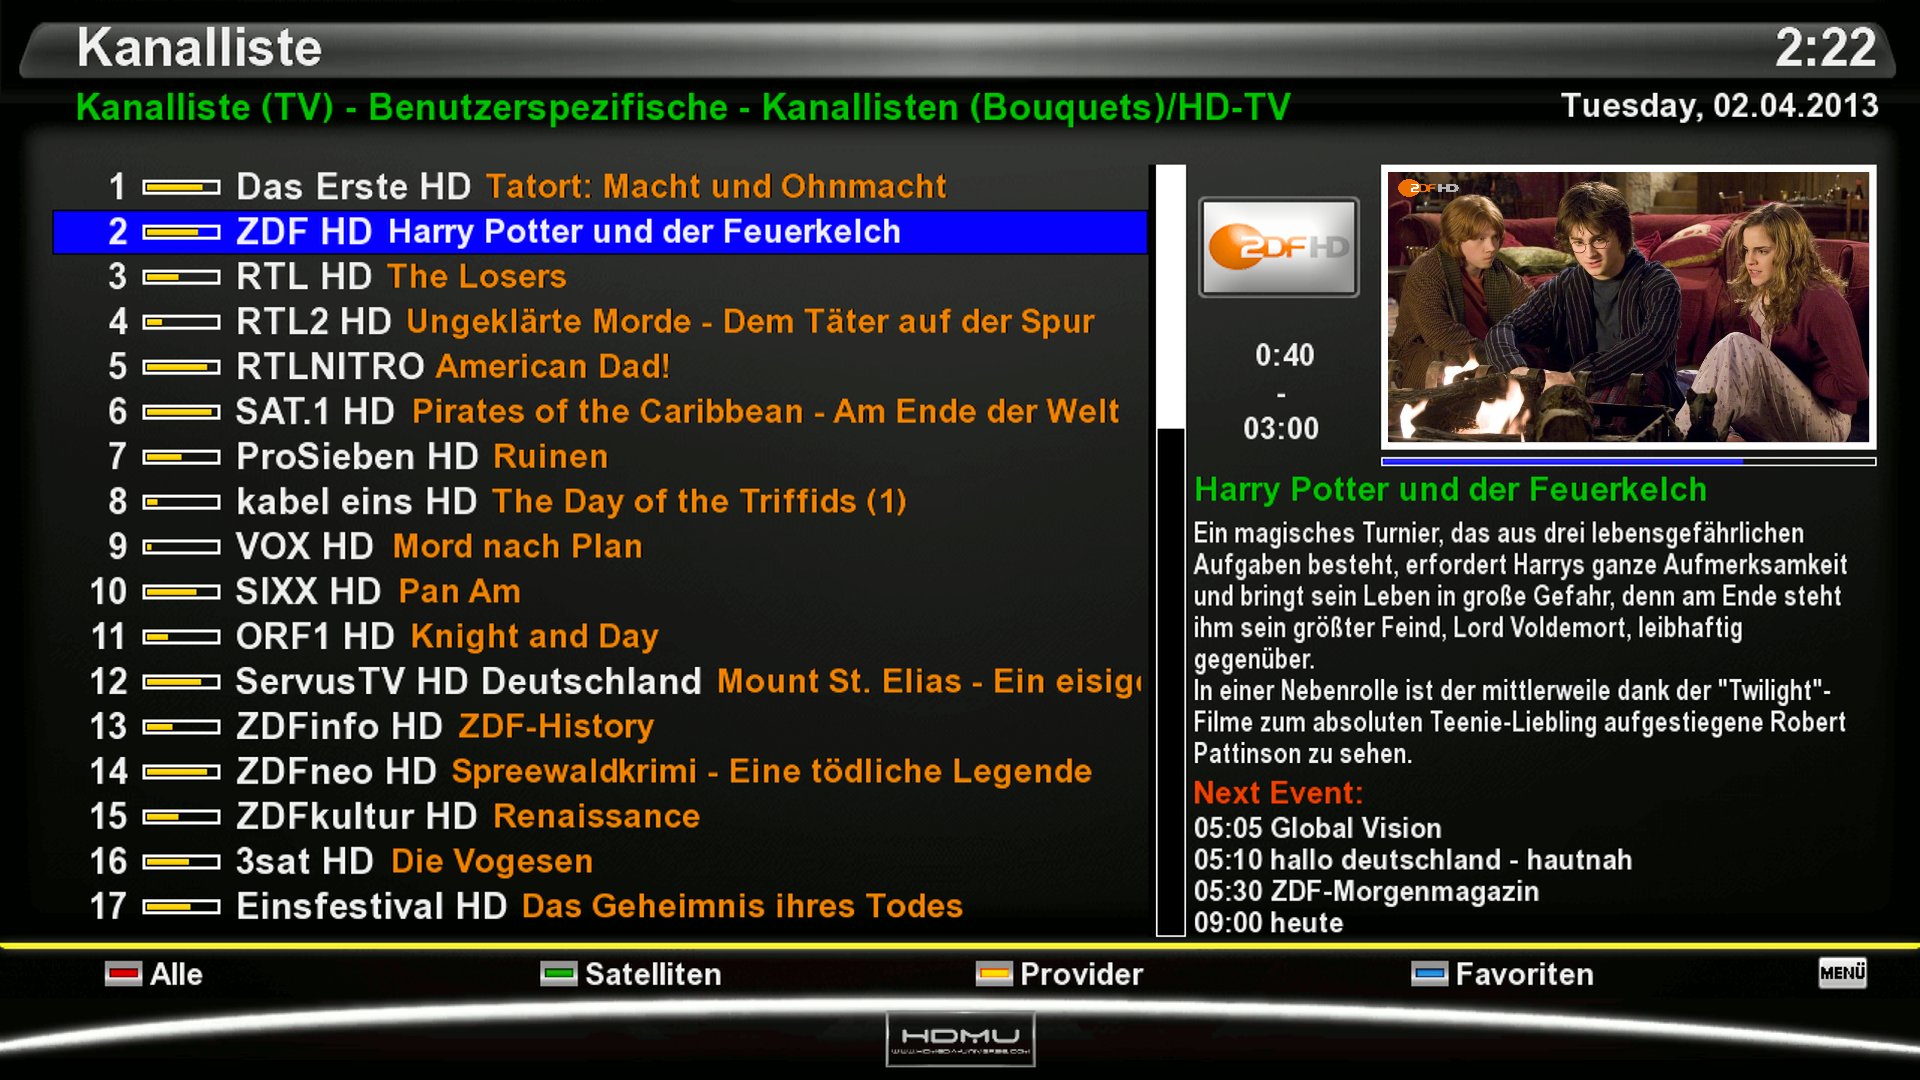 Kanalliste
2:22
Kanalliste (TV) - Benutzerspezifische - Kanallisten (Bouquets)/HD-TV
Tuesday, 02.04.2013
1 Das Erste HD Tatort: Macht und Ohnmacht
2 ZDF HD Harry Potter und der Feuerkelch
3 RTL HD The Losers
4 RTL2 HD Ungeklärte Morde - Dem Täter auf der Spur
5 RTLNITRO American Dad!
6 SAT.1 HD Pirates of the Caribbean - Am Ende der Welt
7 ProSieben HD Ruinen
8 kabel eins HD The Day of the Triffids (1)
9 VOX HD Mord nach Plan
10 SIXX HD Pan Am
11 ORF1 HD Knight and Day
12 ServusTV HD Deutschland Mount St. Elias - Ein eisig
13 ZDFinfo HD ZDF-History
14 ZDFneo HD Spreewaldkrimi - Eine tödliche Legende
15 ZDFkultur HD Renaissance
16 3sat HD Die Vogesen
17 Einsfestival HD Das Geheimnis ihres Todes
ZDF HD
0:40
-
03:00
ZDF HD
Harry Potter und der Feuerkelch
Ein magisches Turnier, das aus drei lebensgefährlichen
Aufgaben besteht, erfordert Harrys ganze Aufmerksamkeit
und bringt sein Leben in große Gefahr, denn am Ende steht
ihm sein größter Feind, Lord Voldemort, leibhaftig
gegenüber.
In einer Nebenrolle ist der mittlerweile dank der "Twilight"-
Filme zum absoluten Teenie-Liebling aufgestiegene Robert
Pattinson zu sehen.
Next Event:
05:05 Global Vision
05:10 hallo deutschland - hautnah
05:30 ZDF-Morgenmagazin
09:00 heute
Alle
Satelliten
Provider
Favoriten
MENÜ
HDMU